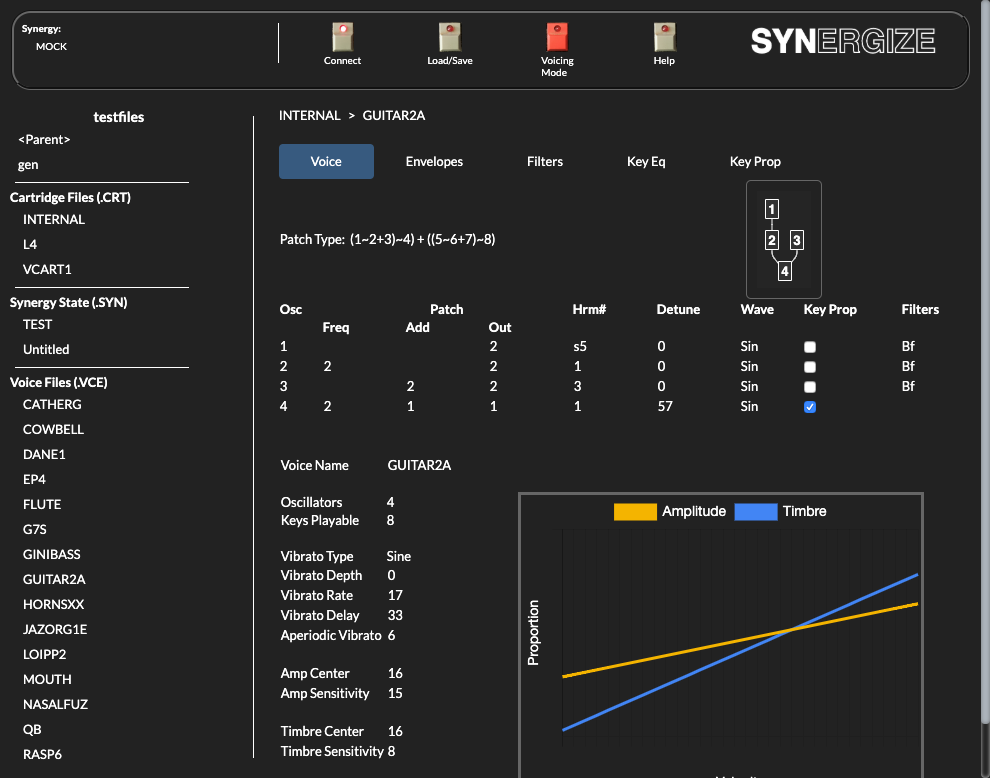 Synergy:
MOCK
Connect
Load/Save
Voicing
Mode
Help
SYNERGIZE
testfiles
<Parent>
gen
Cartridge Files (.CRT)
INTERNAL
L4
VCART1
Synergy State (.SYN)
TEST
Untitled
Voice Files (.VCE)
CATHERG
COWBELL
DANE1
EP4
FLUTE
G7S
GINIBASS
GUITAR2A
HORNSXX
JAZORG1E
LOIPP2
MOUTH
NASALFUZ
QB
RASP6
INTERNAL > GUITAR2A
Voice Envelopes Filters Key Eq Key Prop
Patch Type: (1~2+3)~4) + ((5~6+7)~8)
1
2 3
4
Osc Patch Hrm# Detune Wave Key Prop Filters
Freq Add Out
1 2 s5 0 Sin Bf
2 2 2 1 0 Sin Bf
3 2 2 3 0 Sin Bf
4 2 1 1 1 57 Sin
Voice Name GUITAR2A
Oscillators 4
Keys Playable 8
Vibrato Type Sine
Vibrato Depth 0
Vibrato Rate 17
Vibrato Delay 33
Aperiodic Vibrato 6
Amp Center 16
Amp Sensitivity 15
Timbre Center 16
Timbre Sensitivity 8
Amplitude Timbre
Proportion